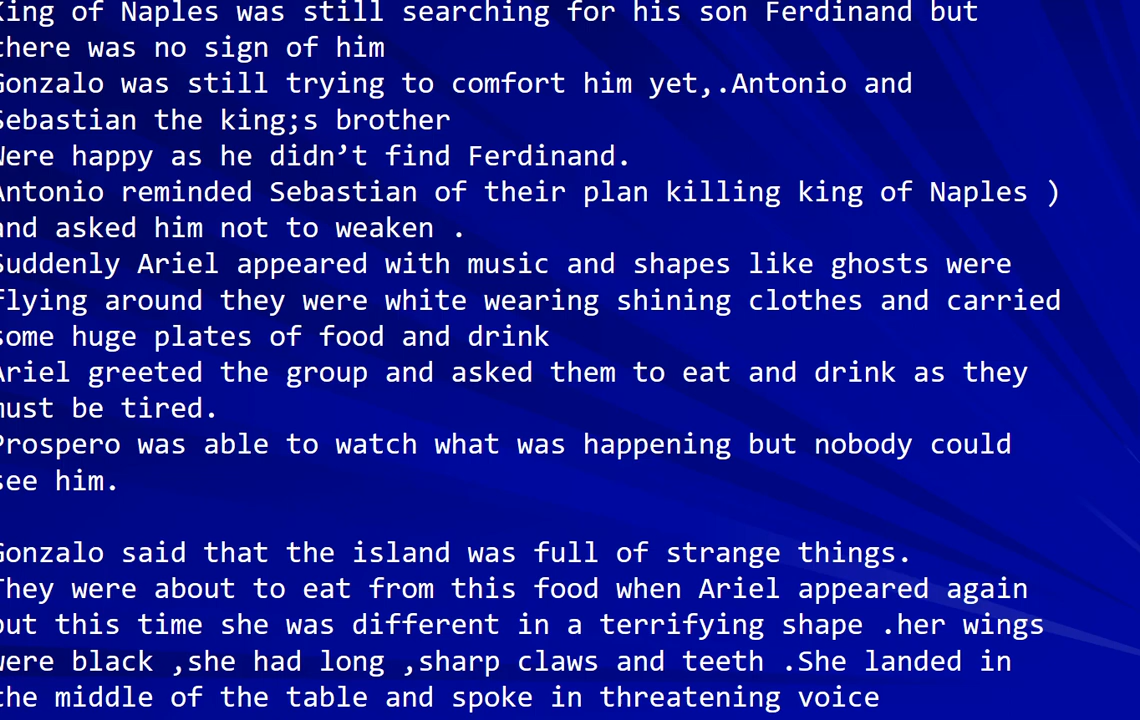 King of Naples was still searching for his son Ferdinand but
there was no sign of him
Gonzalo was still trying to comfort him yet,.Antonio and
Sebastian the king;s brother
Were happy as he didn’t find Ferdinand.
Antonio reminded Sebastian of their plan killing king of Naples )
and asked him not to weaken .
Suddenly Ariel appeared with music and shapes like ghosts were
flying around they were white wearing shining clothes and carried
some huge plates of food and drink
Ariel greeted the group and asked them to eat and drink as they
must be tired.
Prospero was able to watch what was happening but nobody could
see him.
Gonzalo said that the island was full of strange things.
They were about to eat from this food when Ariel appeared again
but this time she was different in a terrifying shape .her wings
were black ,she had long ,sharp claws and teeth .She landed in
the middle of the table and spoke in threatening voice